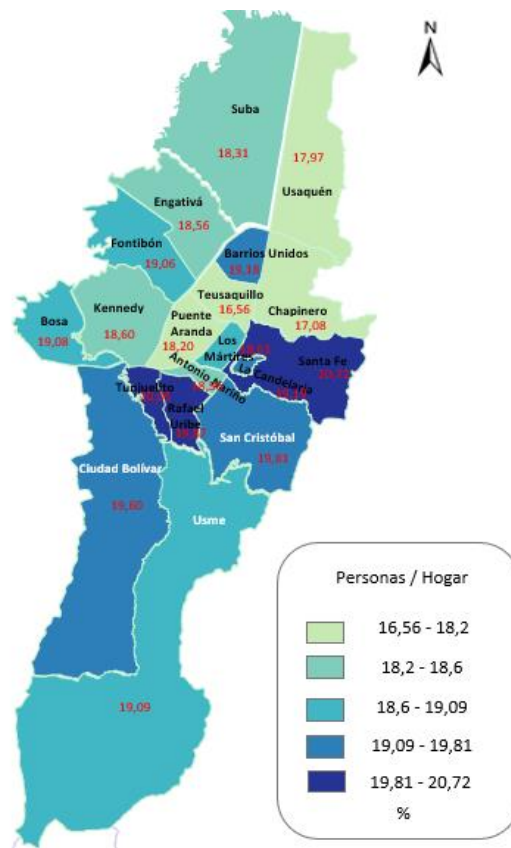 N
Suba
18,31
17,97
Usaquén
Engativá
18,56
Fontibón
19,06
Barrios Unidos
19,18
Teusaquillo
16,56
Kennedy
18,60
Puente
Aranda
18,20
Chapinero
17,08
Bosa
19,08
Los
Mártires
Santa Fe
La Candelaria
Antonio Nariño
Tunjuelito
Rafael
Uribe
San Cristóbal
19,81
Ciudad Bolívar
19,60
Usme
19,09
Personas / Hogar
16,56 - 18,2
18,2 - 18,6
18,6 - 19,09
19,09 - 19,81
19,81 - 20,72
%